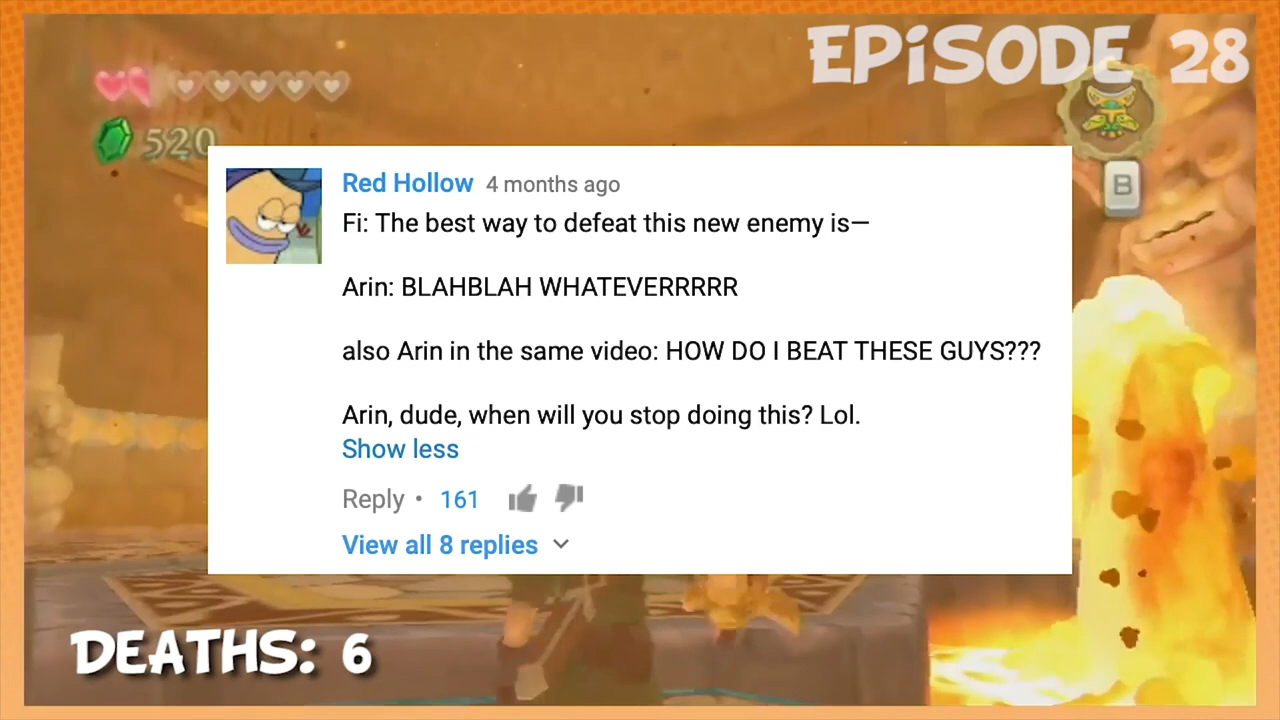 EPiSODE 28
520
B
Red Hollow 4 months ago
Fi: The best way to defeat this new enemy is—
Arin: BLAHBLAH WHATEVERRRRR
also Arin in the same video: HOW DO I BEAT THESE GUYS???
Arin, dude, when will you stop doing this? Lol.
Show less
Reply • 161
View all 8 replies
DEATHS: 6